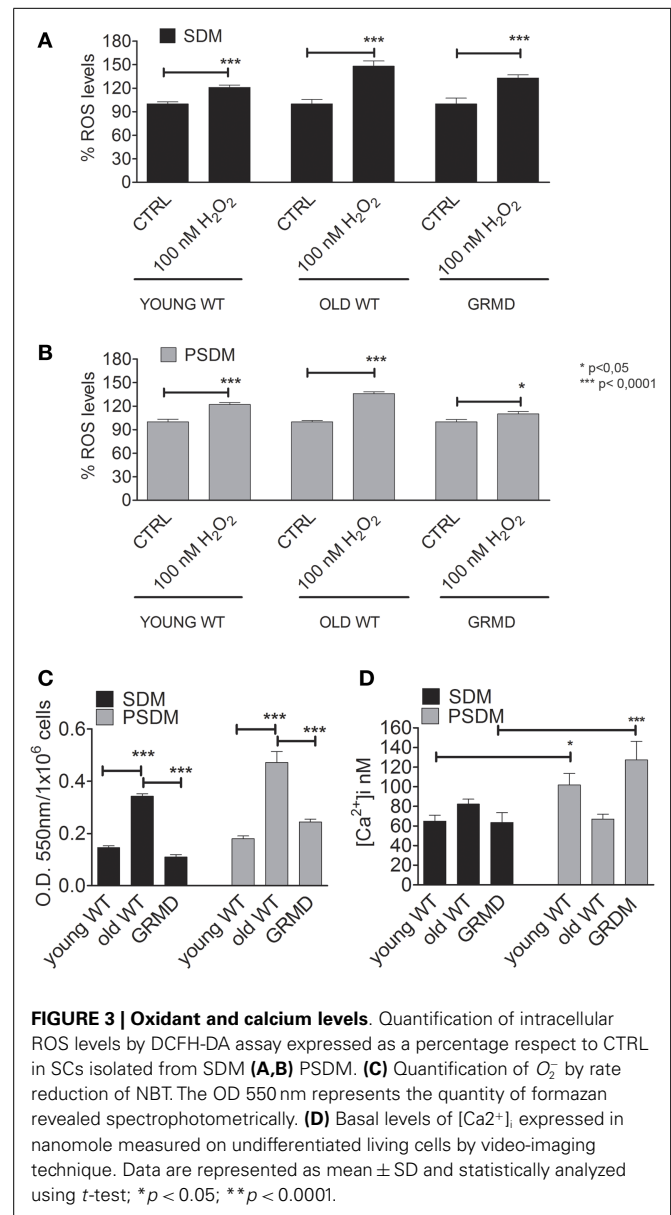 A
SDM
% ROS levels
180
150
120
90
60
30
0
***
***
***
CTRL
100 nM H₂O₂
CTRL
100 nM H₂O₂
CTRL
100 nM H₂O₂
YOUNG WT
OLD WT
GRMD
B
PSDM
% ROS levels
180
150
120
90
60
30
0
***
***
*
* p<0,05
*** p< 0,0001
CTRL
100 nM H₂O₂
CTRL
100 nM H₂O₂
CTRL
100 nM H₂O₂
YOUNG WT
OLD WT
GRMD
C
SDM
PSDM
O.D. 550nm/1x10⁶ cells
0.6
0.4
0.2
0.0
***
***
***
***
young WT
old WT
GRMD
young WT
old WT
GRMD
D
SDM
PSDM
[Ca²⁺]i nM
160
140
120
100
80
60
40
20
0
*
***
young WT
old WT
GRMD
young WT
old WT
GRDM
FIGURE 3 | Oxidant and calcium levels. Quantification of intracellular
ROS levels by DCFH-DA assay expressed as a percentage respect to CTRL
in SCs isolated from SDM (A,B) PSDM. (C) Quantification of O₂⁻ by rate
reduction of NBT. The OD 550 nm represents the quantity of formazan
revealed spectrophotometrically. (D) Basal levels of [Ca2+]ᵢ expressed in
nanomole measured on undifferentiated living cells by video-imaging
technique. Data are represented as mean ± SD and statistically analyzed
using t-test; *p < 0.05; **p < 0.0001.